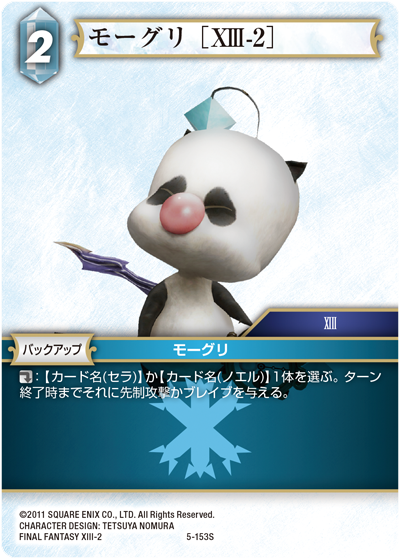 2
モーグリ [XIII-2]
XIII
バックアップ
モーグリ
：【カード名(セラ)】か【カード名(ノエル)】1体を選ぶ。ターン
終了時までそれに先制攻撃かブレイブを与える。
©2011 SQUARE ENIX CO., LTD. All Rights Reserved.
CHARACTER DESIGN: TETSUYA NOMURA
FINAL FANTASY XIII-2 5-153S